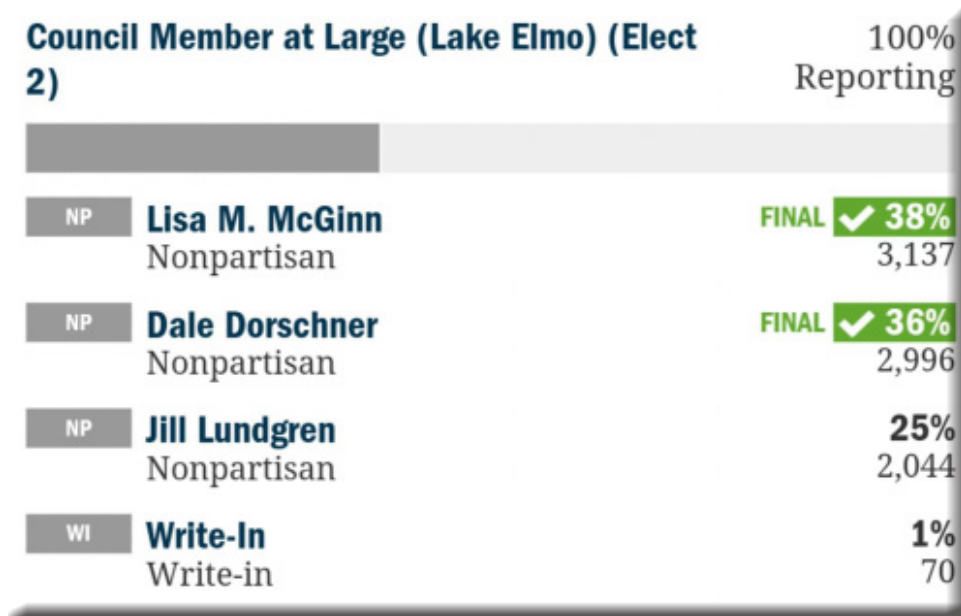 Council Member at Large (Lake Elmo) (Elect
2)
100%
Reporting
NP Lisa M. McGinn FINAL ✓ 38%
Nonpartisan 3,137
NP Dale Dorschner FINAL ✓ 36%
Nonpartisan 2,996
NP Jill Lundgren 25%
Nonpartisan 2,044
WI Write-In 1%
Write-in 70